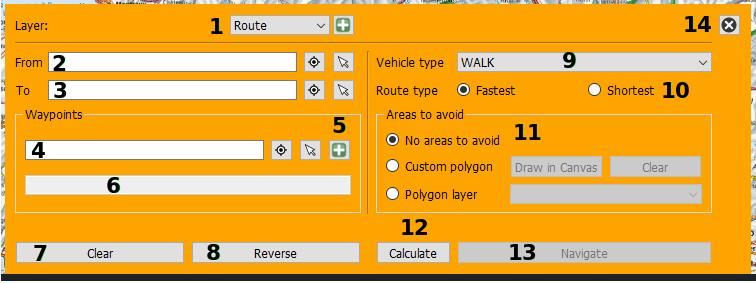 Layer: 1 Route 14
From 2 Vehicle type WALK 9
To 3 Route type Fastest Shortest 10
Waypoints 5 Areas to avoid
4 No areas to avoid 11
6 Custom polygon Draw in Canvas Clear
Polygon layer
12
7 Clear 8 Reverse Calculate 13 Navigate